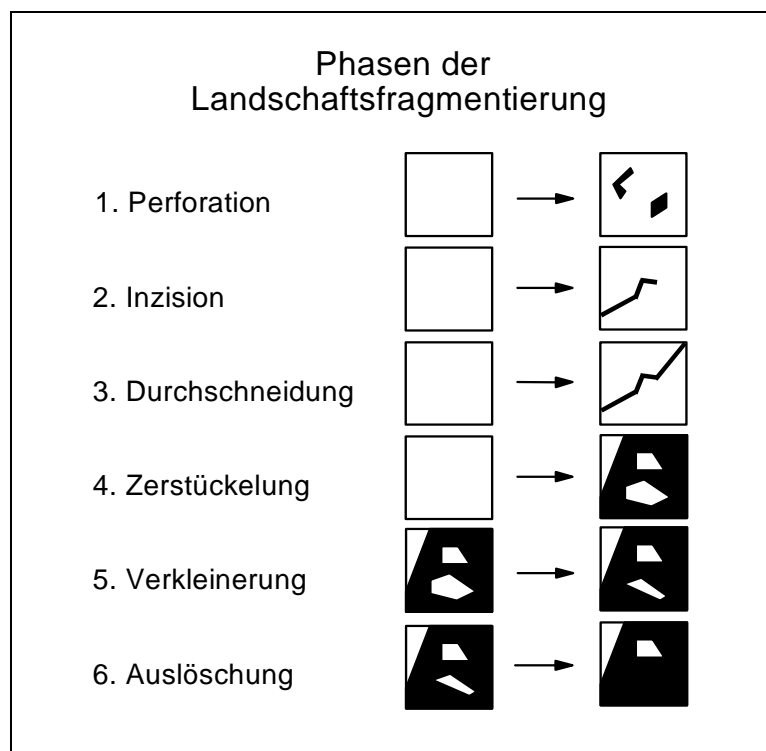 Phasen der
Landschaftsfragmentierung
1. Perforation
2. Inzision
3. Durchschneidung
4. Zerstückelung
5. Verkleinerung
6. Auslöschung